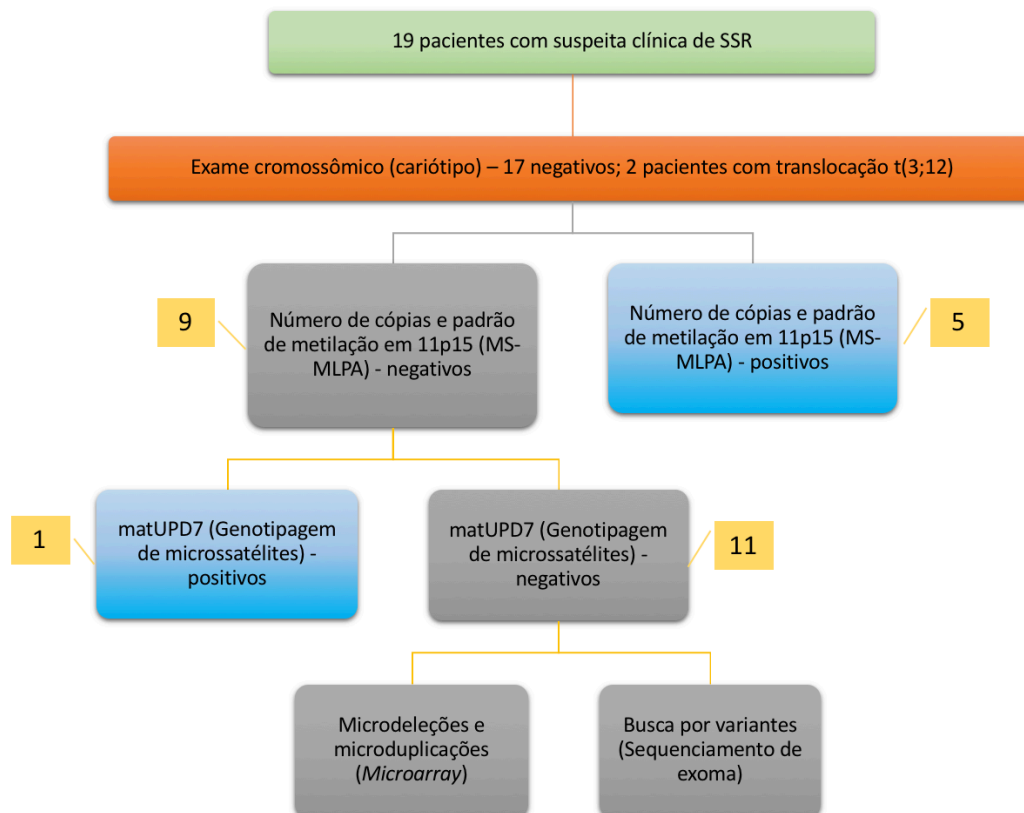 19 pacientes com suspeita clínica de SSR
Exame cromossômico (cariótipo) – 17 negativos; 2 pacientes com translocação t(3;12)
9
Número de cópias e padrão
de metilação em 11p15 (MS-
MLPA) - negativos
Número de cópias e padrão
de metilação em 11p15 (MS-
MLPA) - positivos
5
1
matUPD7 (Genotipagem
de microssatélites) -
positivos
matUPD7 (Genotipagem
de microssatélites) -
negativos
11
Microdeleções e
microduplicações
(Microarray)
Busca por variantes
(Sequenciamento de
exoma)